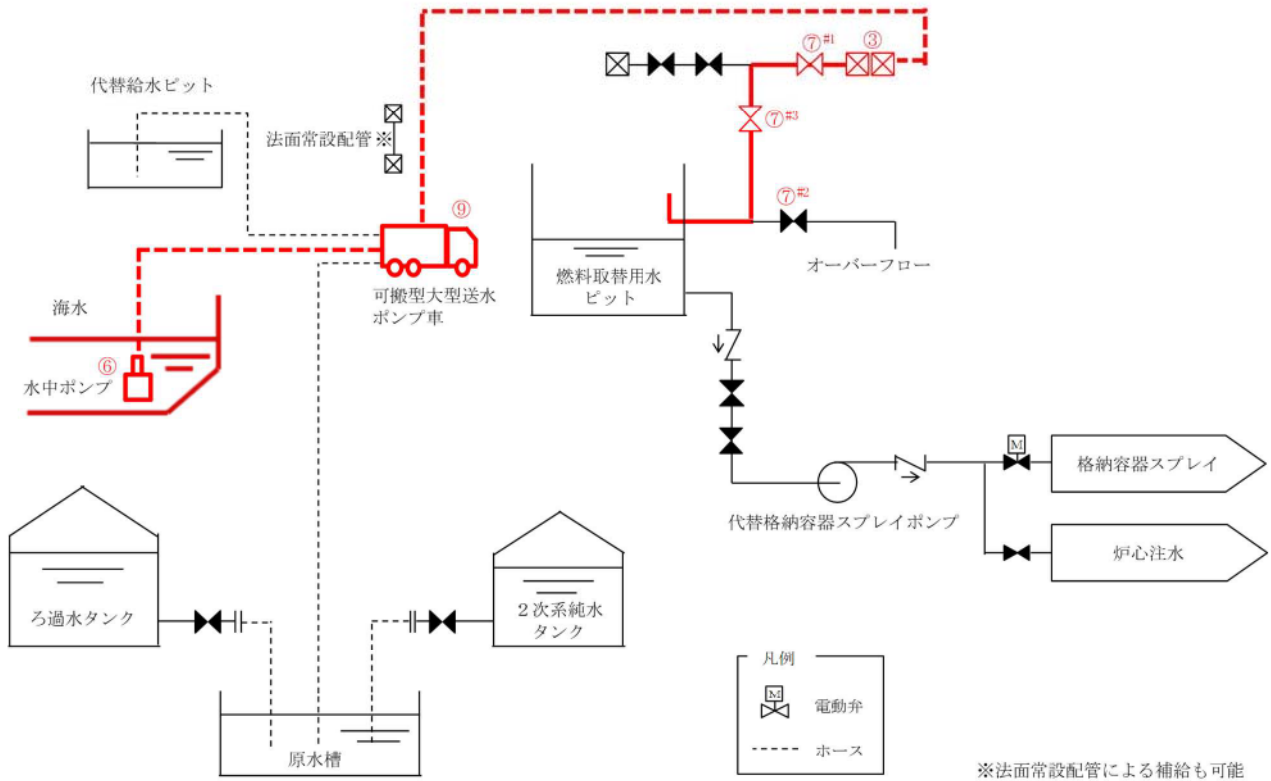 ⑦#1
③
代替給水ピット
法面常設配管※
⑦#3
⑨
⑦#2
オーバーフロー
燃料取替用水
ピット
可搬型大型送水
ポンプ車
海水
⑥
水中ポンプ
M
格納容器スプレイ
代替格納容器スプレイポンプ
炉心注水
ろ過水タンク
2次系純水
タンク
原水槽
凡例
M
電動弁
ホース
※法面常設配管による補給も可能